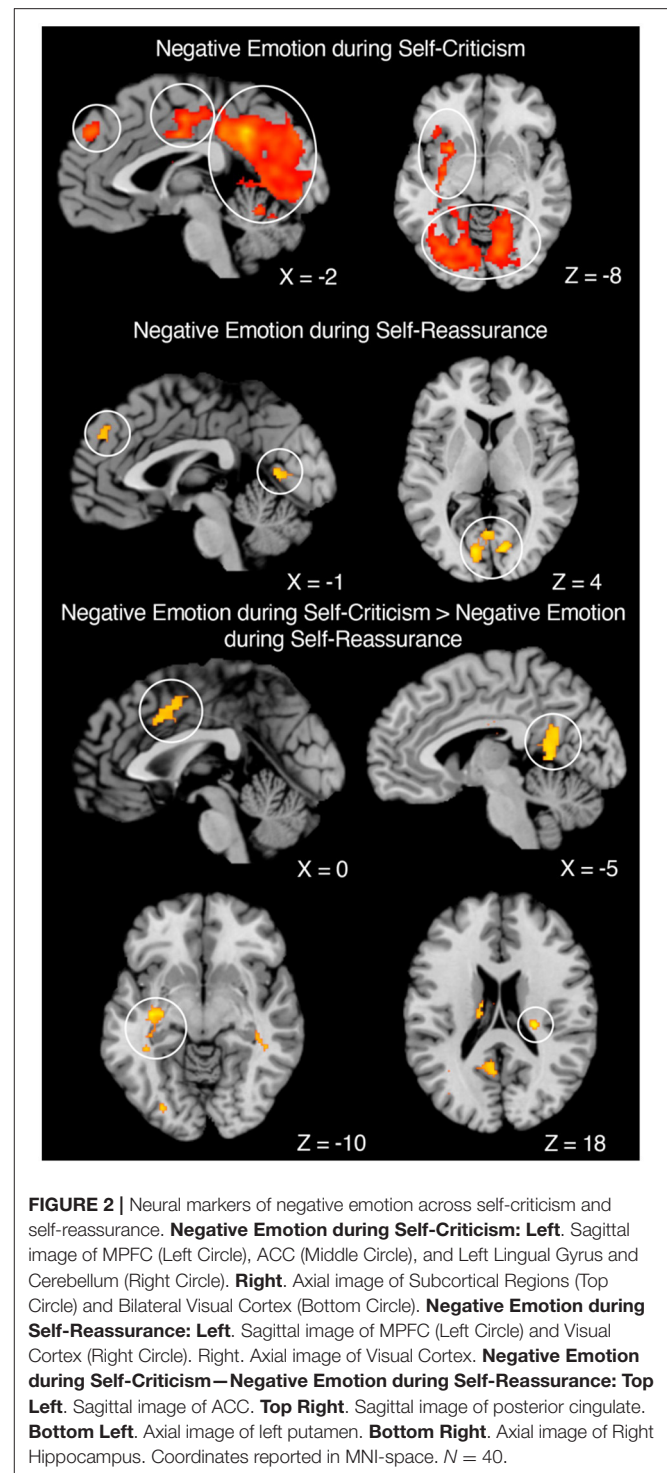 Negative Emotion during Self-Criticism
X = -2
Z = -8
Negative Emotion during Self-Reassurance
X = -1
Z = 4
Negative Emotion during Self-Criticism > Negative Emotion
during Self-Reassurance
X = 0
X = -5
Z = -10
Z = 18
FIGURE 2 | Neural markers of negative emotion across self-criticism and
self-reassurance. Negative Emotion during Self-Criticism: Left. Sagittal
image of MPFC (Left Circle), ACC (Middle Circle), and Left Lingual Gyrus and
Cerebellum (Right Circle). Right. Axial image of Subcortical Regions (Top
Circle) and Bilateral Visual Cortex (Bottom Circle). Negative Emotion during
Self-Reassurance: Left. Sagittal image of MPFC (Left Circle) and Visual
Cortex (Right Circle). Right. Axial image of Visual Cortex. Negative Emotion
during Self-Criticism—Negative Emotion during Self-Reassurance: Top
Left. Sagittal image of ACC. Top Right. Sagittal image of posterior cingulate.
Bottom Left. Axial image of left putamen. Bottom Right. Axial image of Right
Hippocampus. Coordinates reported in MNI-space. N = 40.